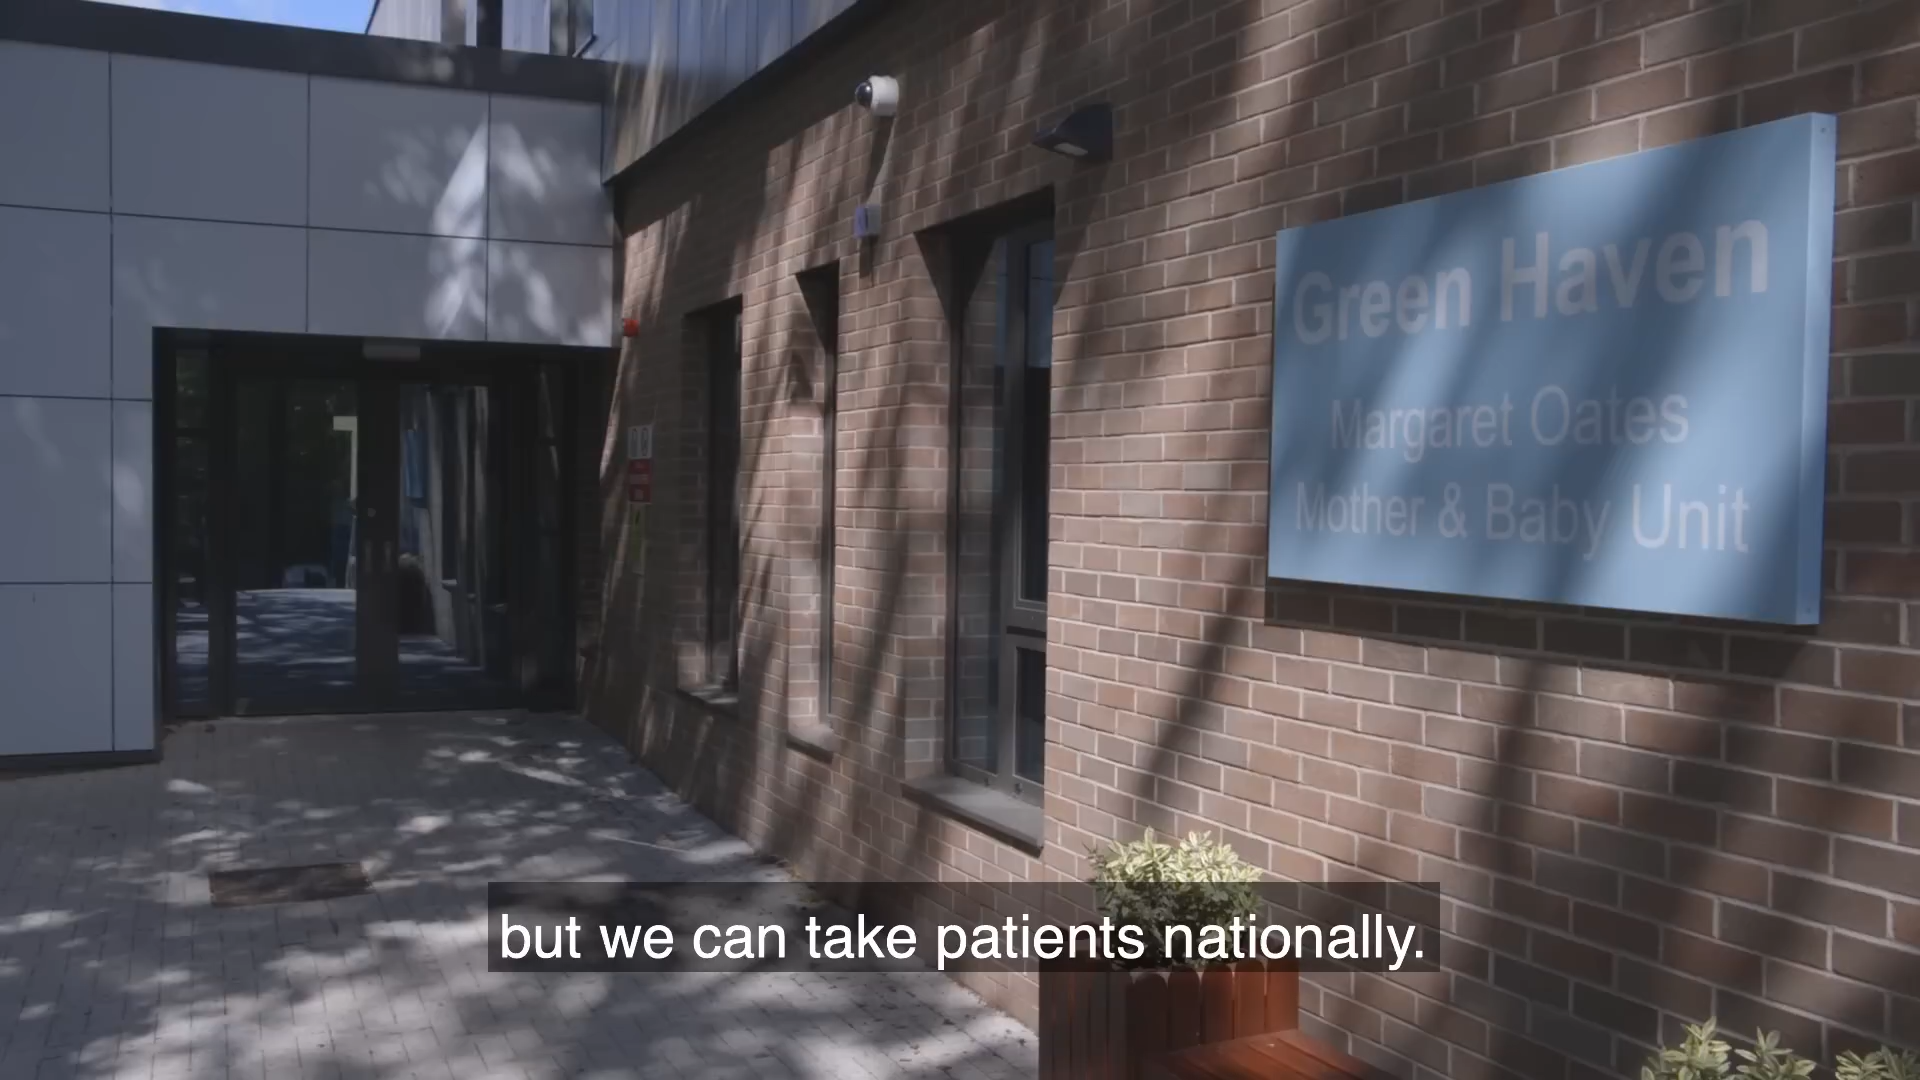 Green Haven
Margaret Oates
Mother & Baby Unit
but we can take patients nationally.